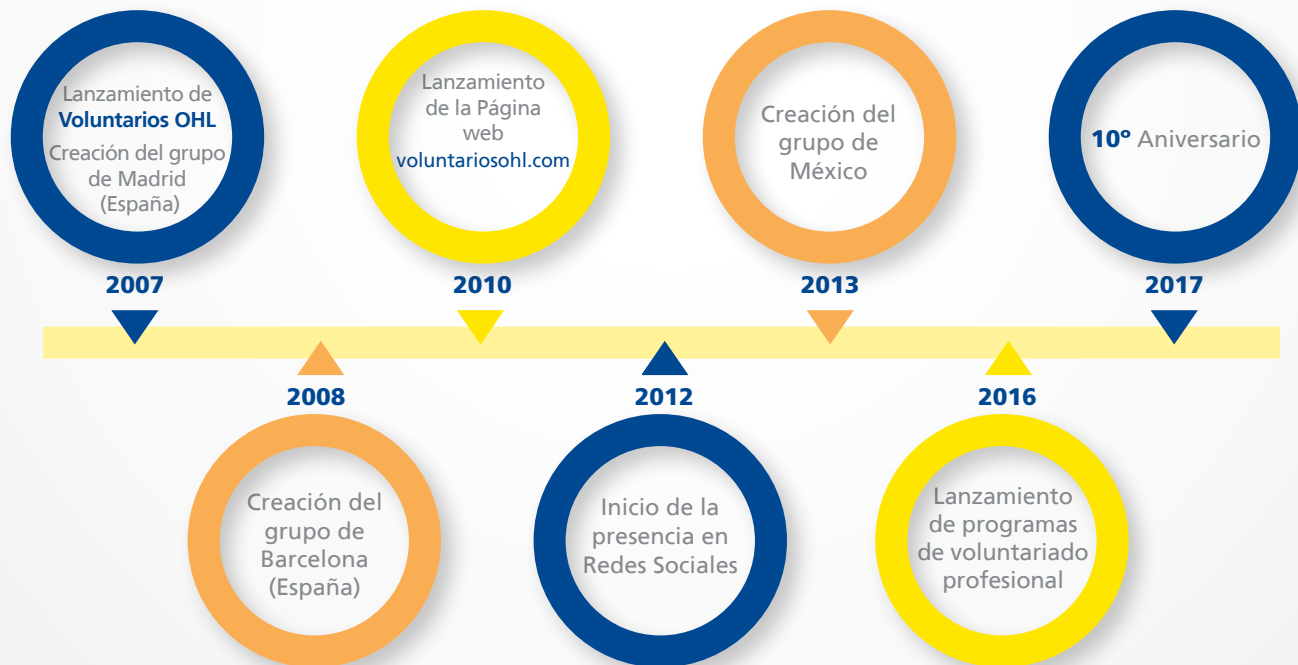 Lanzamiento de
Voluntarios OHL
Creación del grupo
de Madrid
(España)
2007
Creación del
grupo de
Barcelona
(España)
2008
Lanzamiento
de la Página
web
voluntariosohl.com
2010
Inicio de la
presencia en
Redes Sociales
2012
Creación del
grupo de
México
2013
Lanzamiento
de programas
de voluntariado
profesional
2016
10º Aniversario
2017